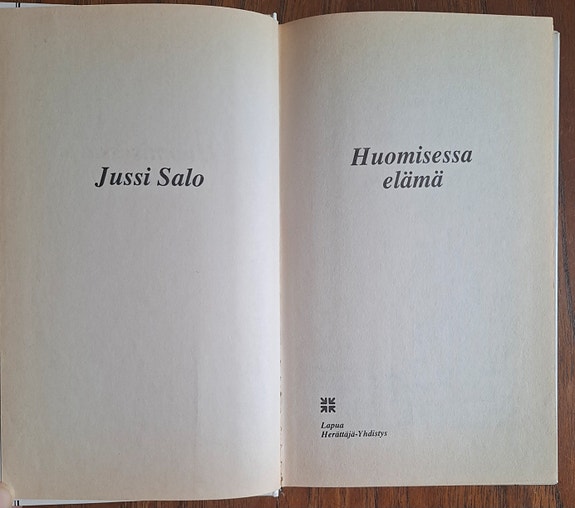 Jussi Salo
Huomisessa
elämä
Lapua
Herättäjä-Yhdistys